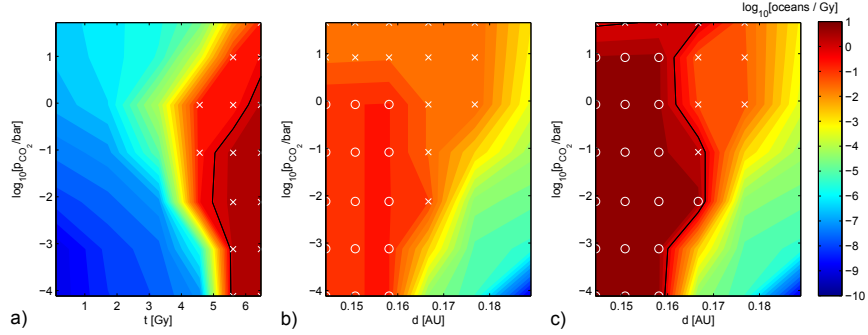 log10[oceans / Gy]
log10[pCO2/bar]
1
0
−1
−2
−3
−4
1 2 3 4 5 6
t [Gy]
a)
log10[pCO2/bar]
1
0
−1
−2
−3
−4
0.15 0.16 0.17 0.18
d [AU]
b)
log10[pCO2/bar]
1
0
−1
−2
−3
−4
0.15 0.16 0.17 0.18
d [AU]
c)
1
0
−1
−2
−3
−4
−5
−6
−7
−8
−9
−10